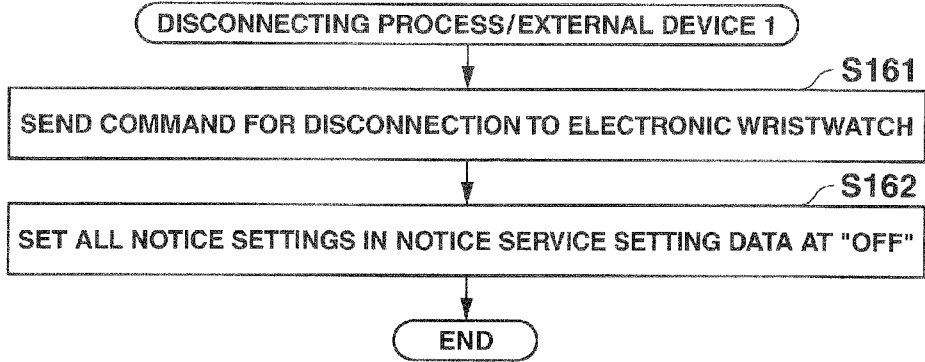 DISCONNECTING PROCESS/EXTERNAL DEVICE 1
S161
SEND COMMAND FOR DISCONNECTION TO ELECTRONIC WRISTWATCH
S162
SET ALL NOTICE SETTINGS IN NOTICE SERVICE SETTING DATA AT "OFF"
END